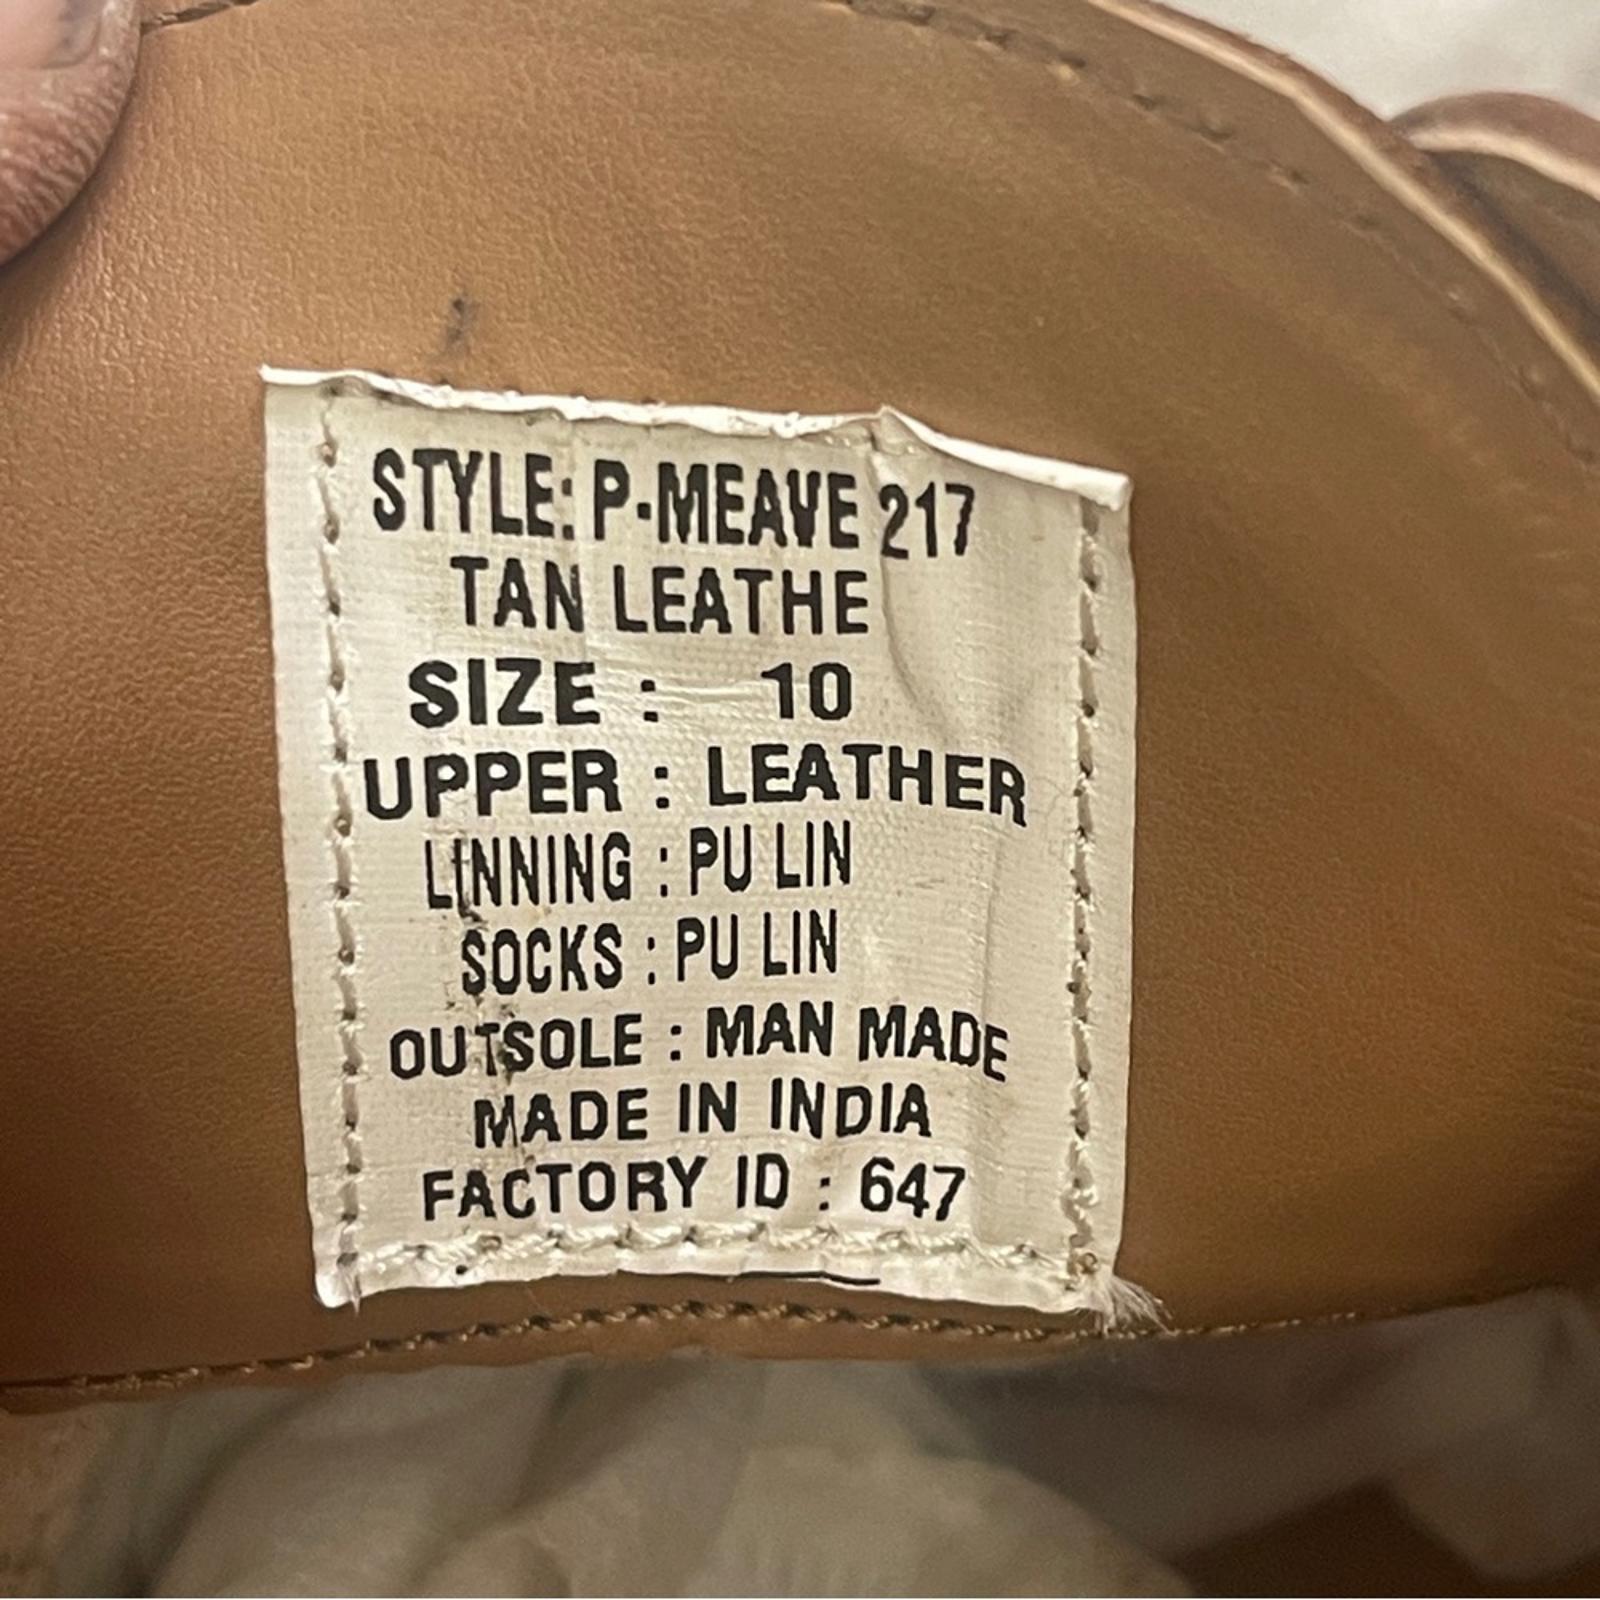 STYLE: P-MEAVE 217
TAN LEATHE
SIZE : 10
UPPER : LEATHER
LINNING : PU LIN
SOCKS : PU LIN
OUTSOLE : MAN MADE
MADE IN INDIA
FACTORY ID : 647